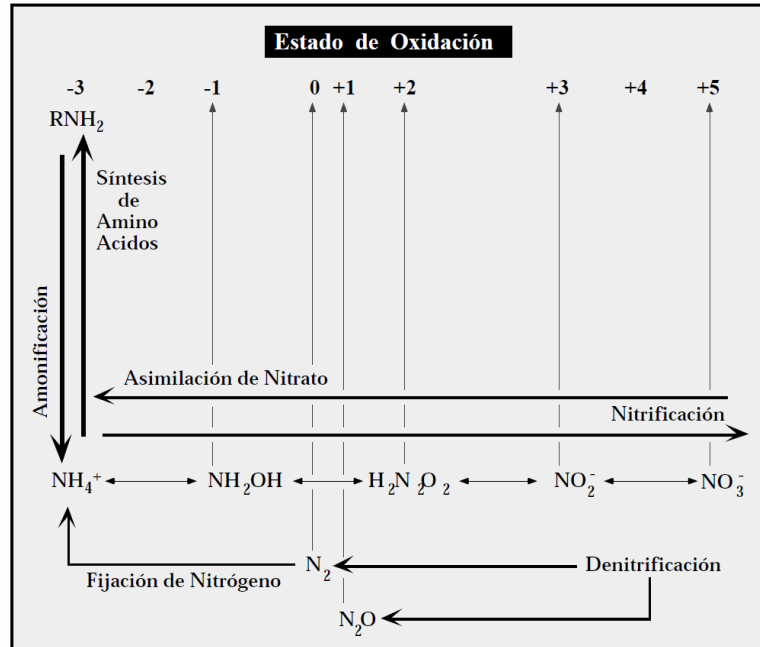 Estado de Oxidación
-3 -2 -1 0 +1 +2 +3 +4 +5
RNH₂
Síntesis
de
Amino
Acidos
Amonificación
Asimilación de Nitrato
Nitrificación
NH₄⁺ NH₂OH H₂N₂O₂ NO₂⁻ NO₃⁻
Fijación de Nitrógeno
N₂
Denitrificación
N₂O